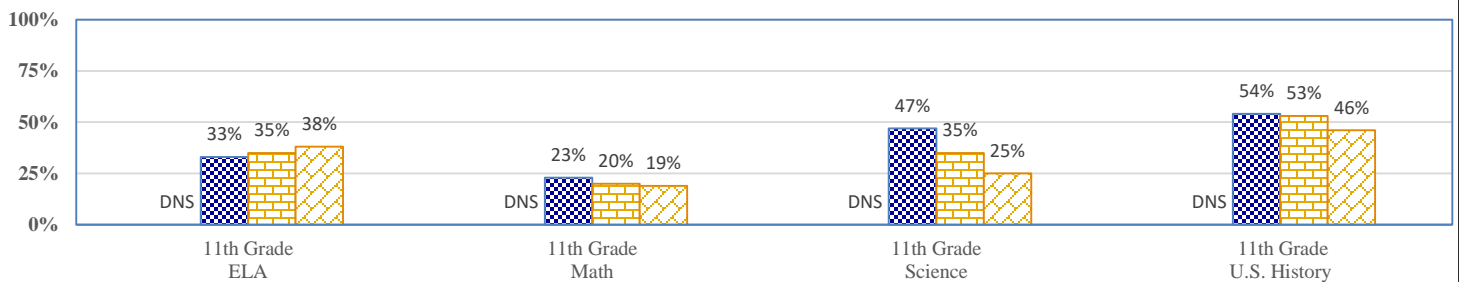 100%
75%
50%
25%
0%
DNS 33% 35% 38%
DNS 23% 20% 19%
DNS 47% 35% 25%
DNS 54% 53% 46%
11th Grade
ELA
11th Grade
Math
11th Grade
Science
11th Grade
U.S. History